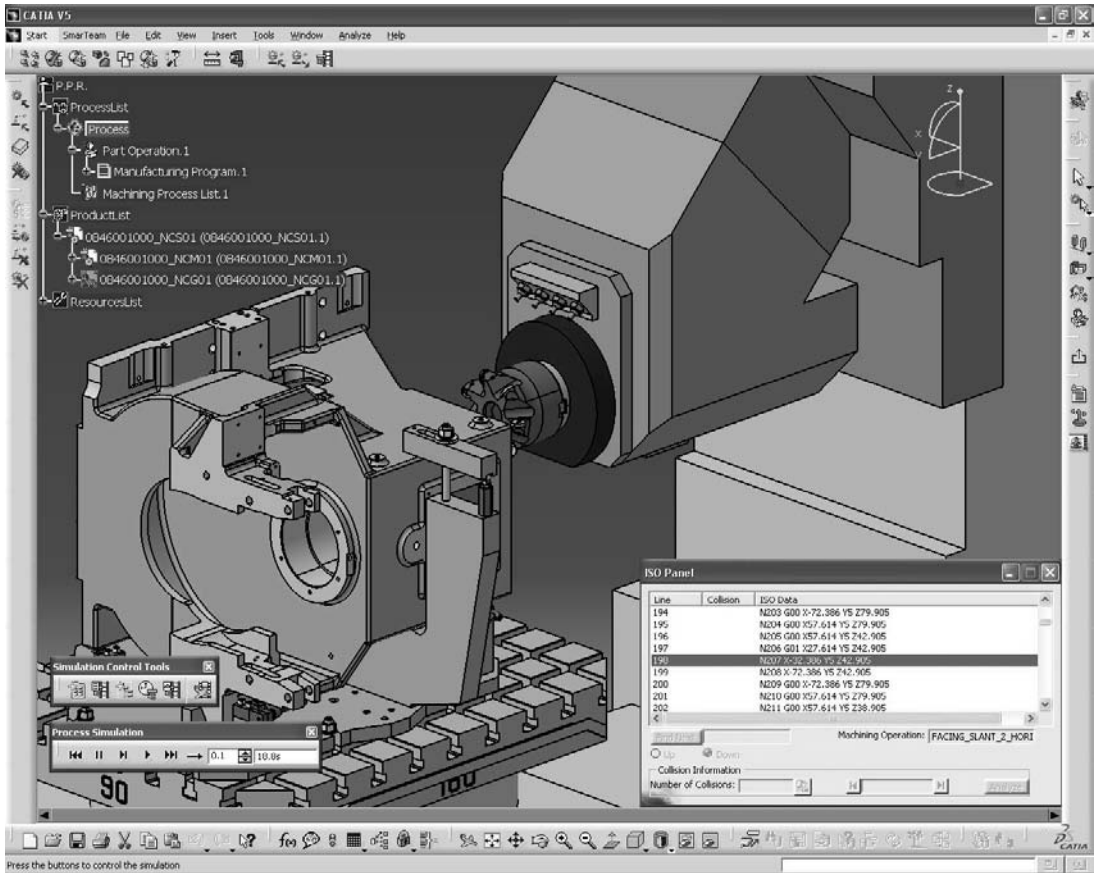 CATIA V5
Start SmarTeam File Edit View Insert Tools Window Analyze Help
P.P.R.
ProcessList
Process
Part Operation.1
Manufacturing Program.1
Machining Process List.1
ProductList
0846001000_NCS01 (0846001000_NCS01.1)
0846001000_NCM01 (0846001000_NCM01.1)
0846001000_NCG01 (0846001000_NCG01.1)
ResourcesList
z
x
y
ISO Panel
Line Collision ISO Data
194 N203 G00 X-72.386 Y5 Z79.905
195 N204 G00 X57.614 Y5 Z79.905
196 N205 G00 X57.614 Y5 Z42.905
197 N206 G01 X27.614 Y5 Z42.905
198 N207 X-32.386 Y5 Z42.905
199 N208 X-72.386 Y5 Z42.905
200 N209 G00 X-72.386 Y5 Z79.905
201 N210 G00 X57.614 Y5 Z79.905
202 N211 G00 X57.614 Y5 Z38.905
Machining Operation: FACING_SLANT_2_HORI
Up Down
Collision Information
Number of Collisions:
Analyze
Simulation Control Tools
Process Simulation
0.1 18.8s
90
180
f(x)
CATIA
Press the buttons to control the simulation